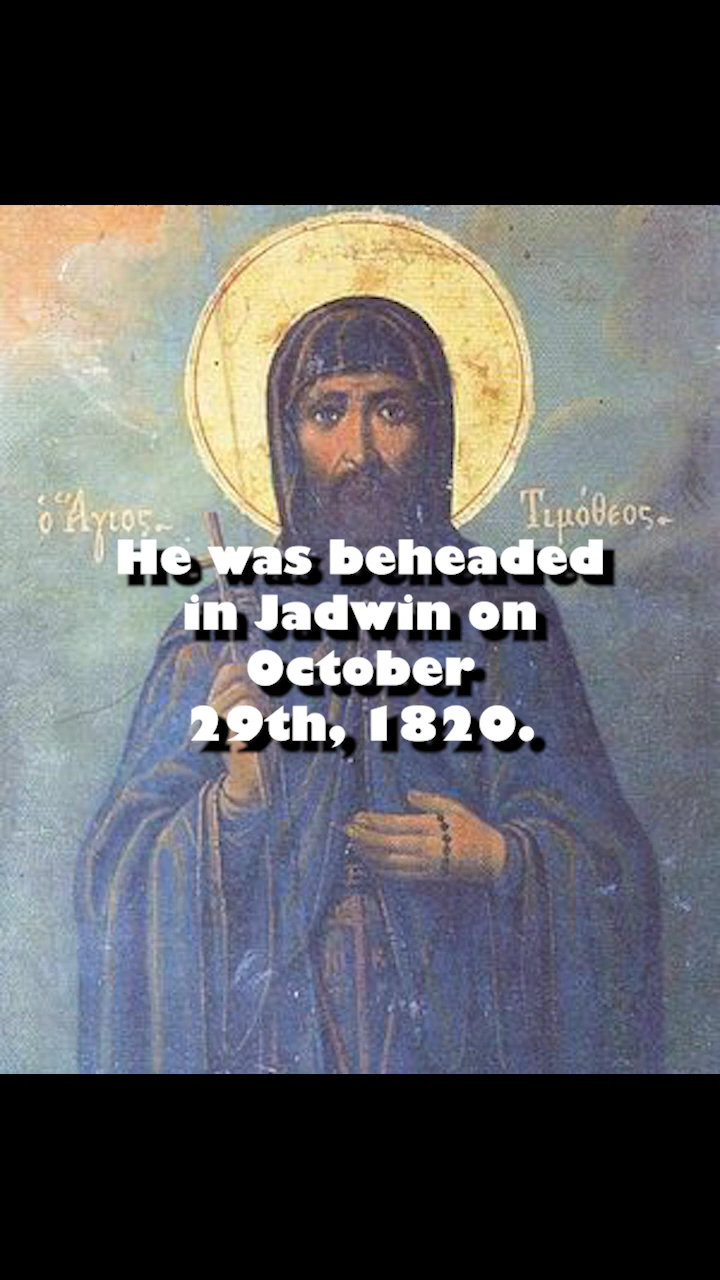 ὁ Ἅγιος
Τιμόθεος
He was beheaded
in Jadwin on
October
29th, 1820.